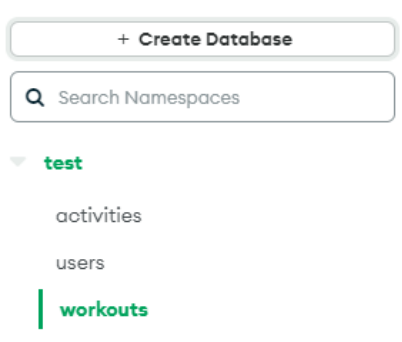 + Create Database
Search Namespaces
test
activities
users
workouts